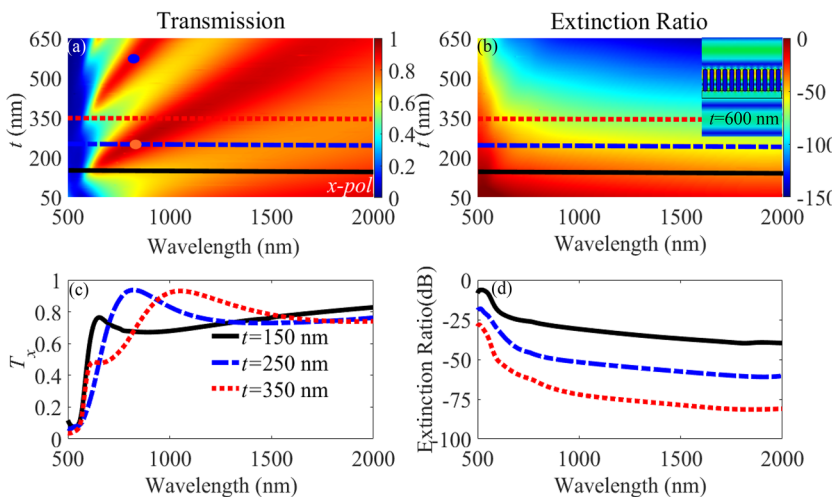 Transmission
Extinction Ratio
(a)
650
500
350
200
50
t (nm)
x-pol
500
1000
1500
2000
Wavelength (nm)
1
0.8
0.6
0.4
0.2
0
(b)
650
500
350
200
50
t (nm)
t=600 nm
500
1000
1500
2000
Wavelength (nm)
0
-50
-100
-150
(c)
1
0.8
0.6
0.4
0.2
0
T_x
t=150 nm
t=250 nm
t=350 nm
500
1000
1500
2000
Wavelength (nm)
(d)
0
-25
-50
-75
-100
Extinction Ratio(dB)
500
1000
1500
2000
Wavelength (nm)